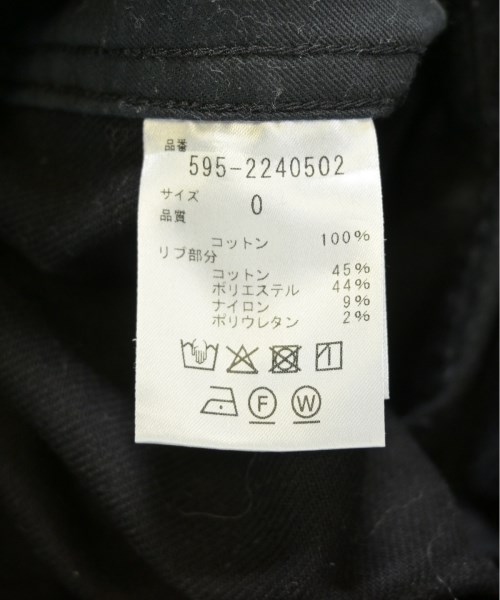 品番
595-2240502
サイズ 0
品質
コットン 100%
リブ部分
コットン 45%
ポリエステル 44%
ナイロン 9%
ポリウレタン 2%
F W